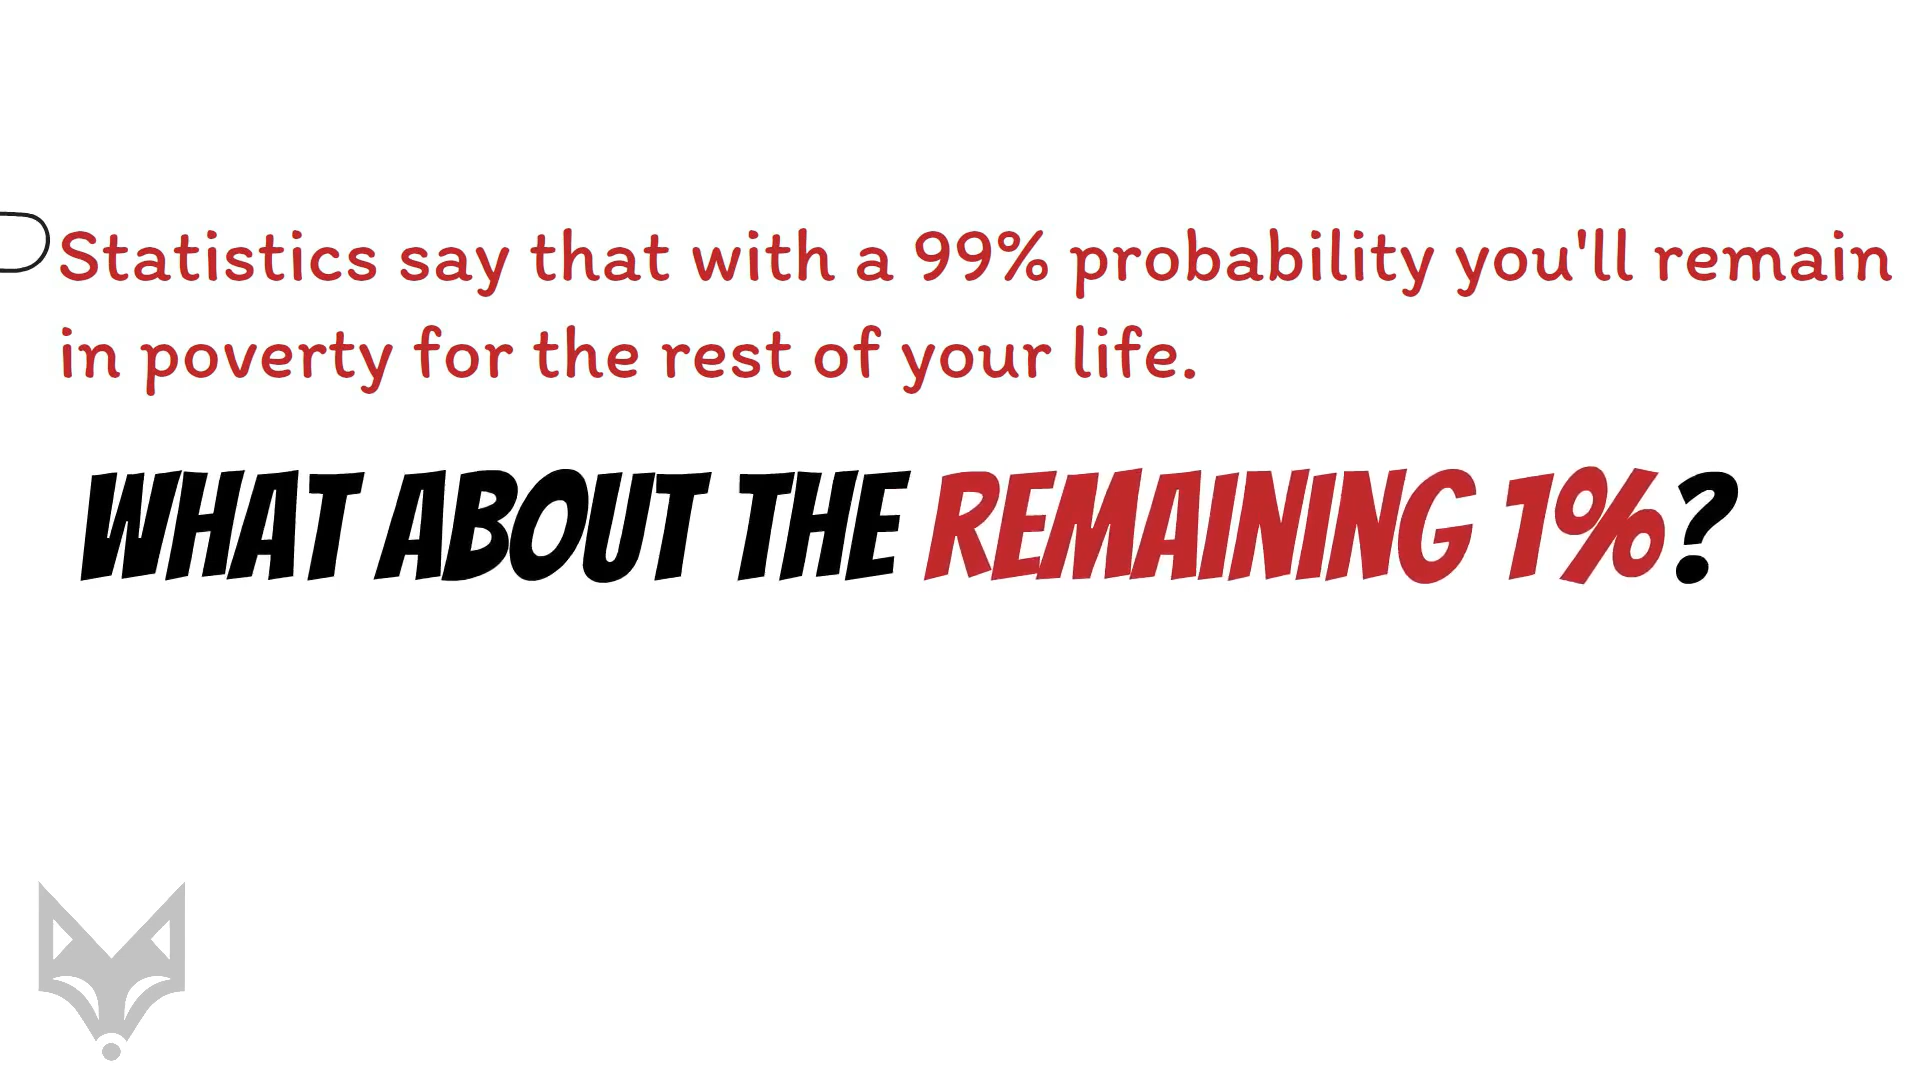 Statistics say that with a 99% probability you'll remain
in poverty for the rest of your life.
WHAT ABOUT THE REMAINING 1%?